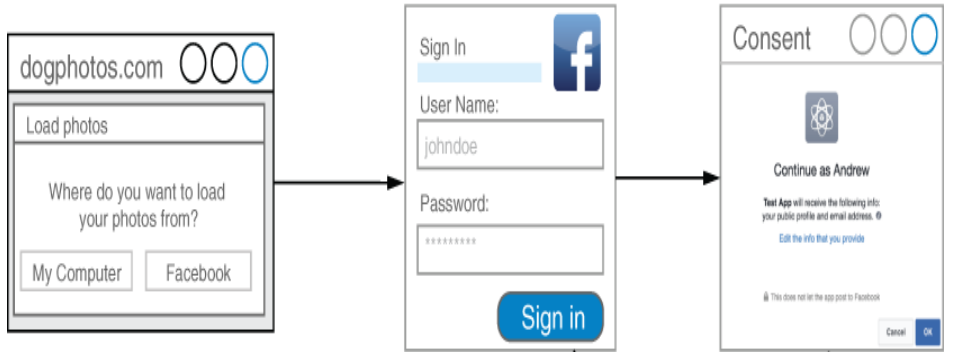 dogphotos.com
Load photos
Where do you want to load
your photos from?
My Computer
Facebook
Sign In
f
User Name:
johndoe
Password:
*********
Sign in
Consent
Continue as Andrew
Test App will receive the following info:
your public profile and email address.
Edit the info that you provide
This does not let the app post to Facebook
Cancel
OK